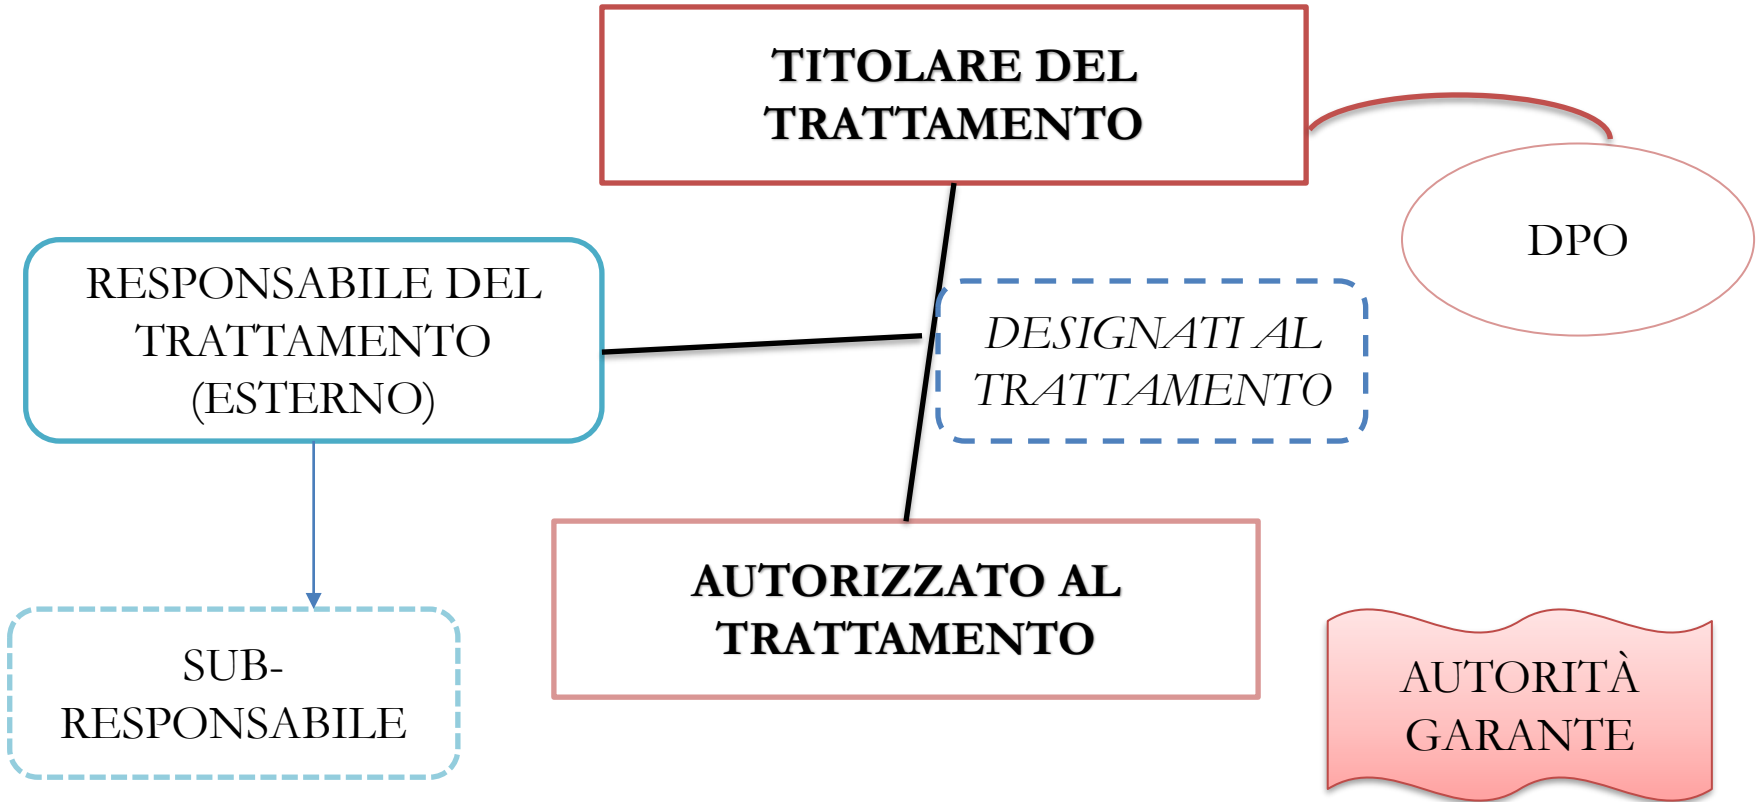 TITOLARE DEL
TRATTAMENTO
DPO
RESPONSABILE DEL
TRATTAMENTO
(ESTERNO)
DESIGNATI AL
TRATTAMENTO
AUTORIZZATO AL
TRATTAMENTO
SUB-
RESPONSABILE
AUTORITÀ
GARANTE